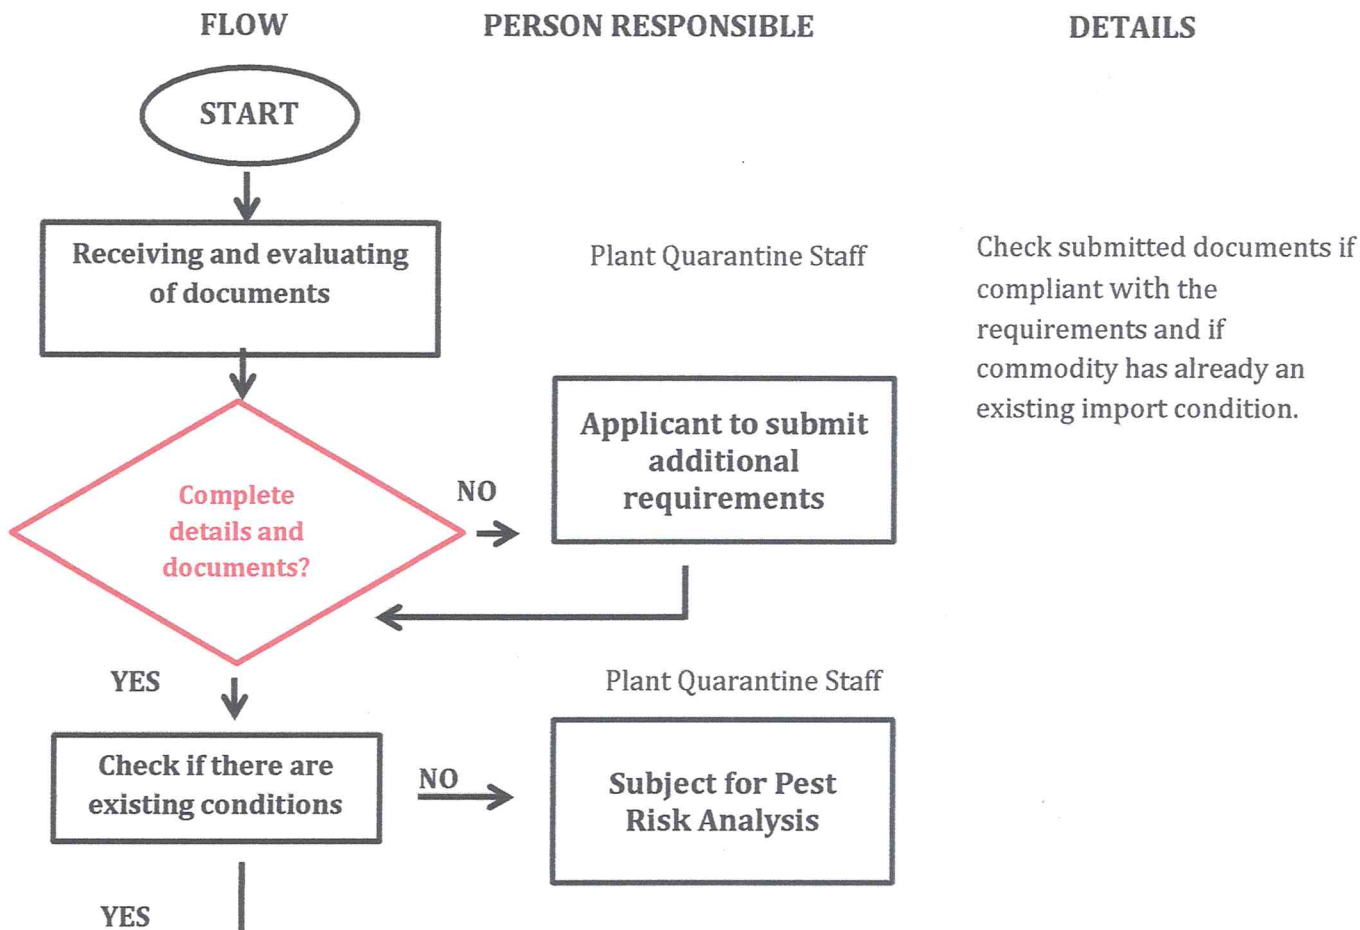 FLOW
PERSON RESPONSIBLE
DETAILS
START
Receiving and evaluating
of documents
Plant Quarantine Staff
Check submitted documents if
compliant with the
requirements and if
commodity has already an
existing import condition.
Applicant to submit
additional
requirements
NO
Complete
details and
documents?
YES
Plant Quarantine Staff
Check if there are
existing conditions
NO
Subject for Pest
Risk Analysis
YES